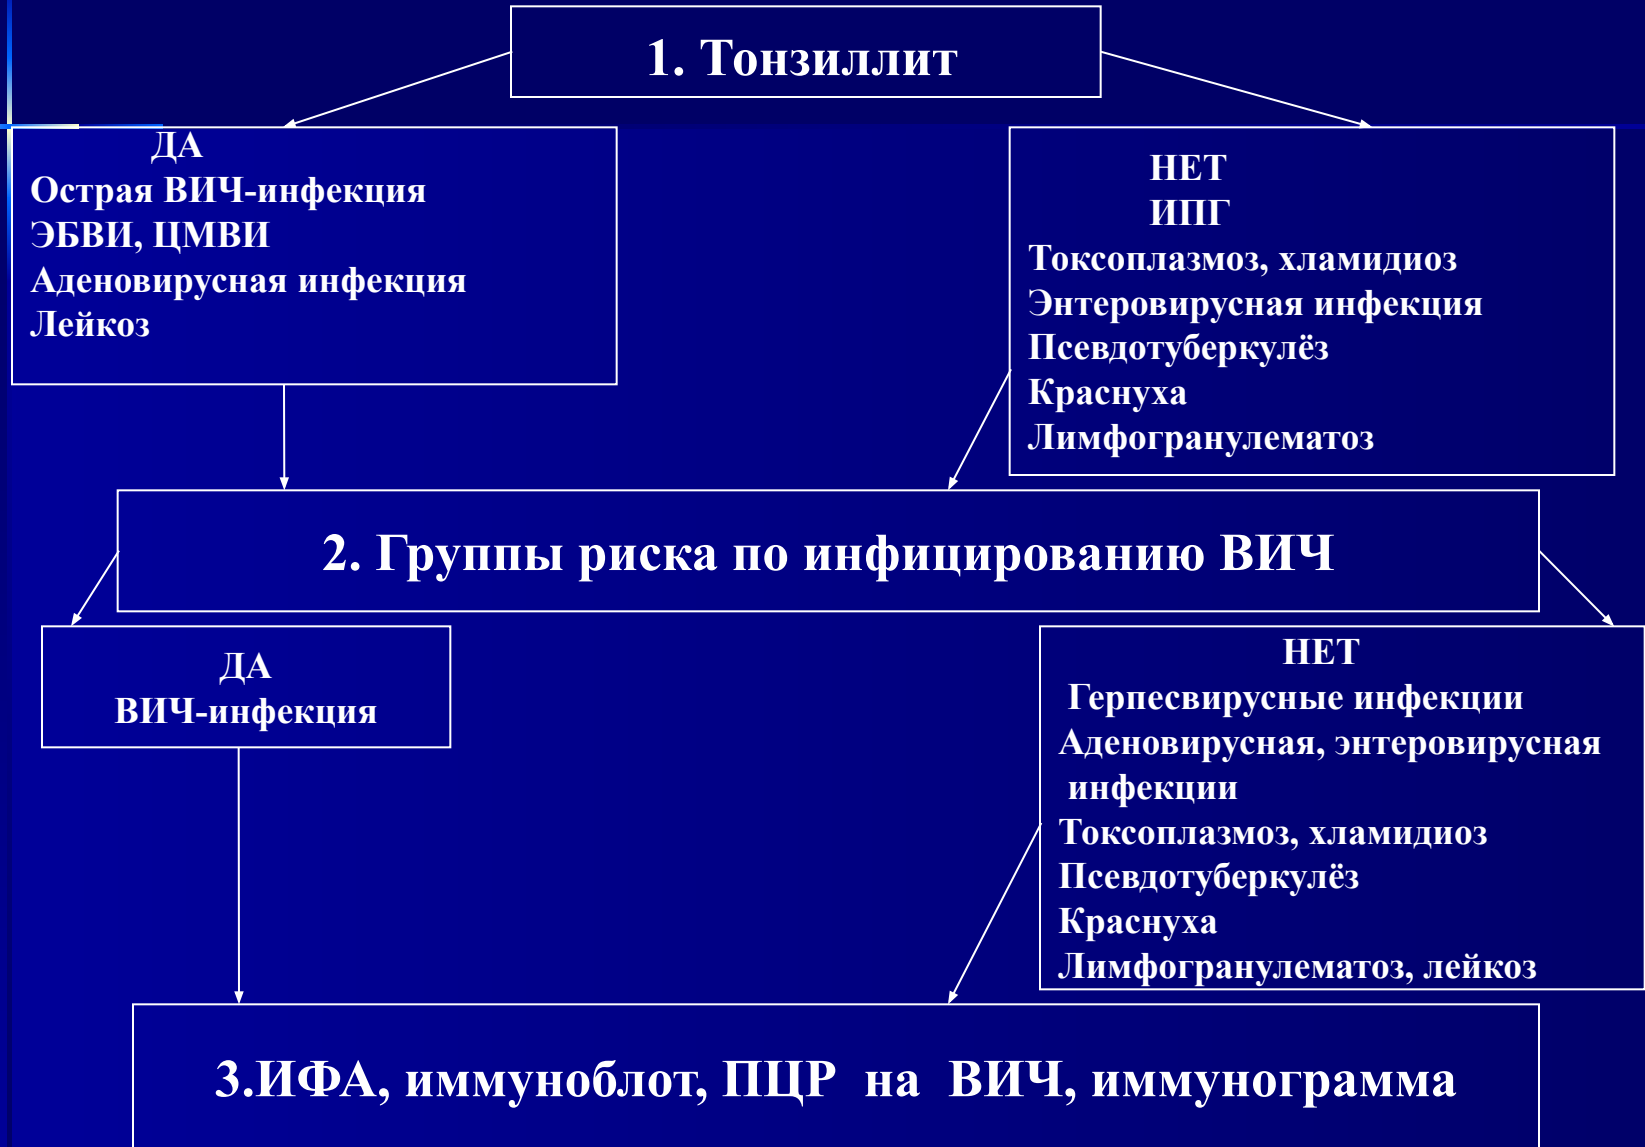 1. Тонзиллит
ДА
Острая ВИЧ-инфекция
ЭБВИ, ЦМВИ
Аденовирусная инфекция
Лейкоз
НЕТ
ИПГ
Токсоплазмоз, хламидиоз
Энтеровирусная инфекция
Псевдотуберкулёз
Краснуха
Лимфогранулематоз
2. Группы риска по инфицированию ВИЧ
ДА
ВИЧ-инфекция
НЕТ
Герпесвирусные инфекции
Аденовирусная, энтеровирусная
инфекции
Токсоплазмоз, хламидиоз
Псевдотуберкулёз
Краснуха
Лимфогранулематоз, лейкоз
3.ИФА, иммуноблот, ПЦР на ВИЧ, иммунограмма